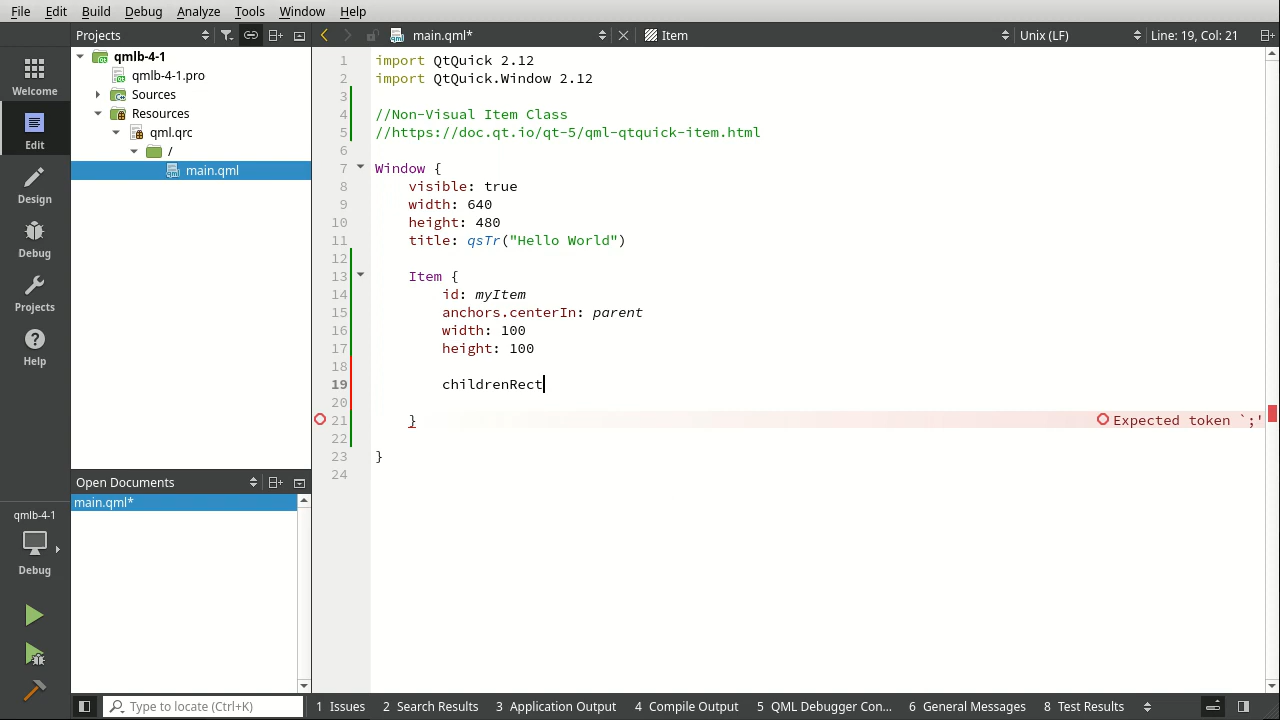 File Edit Build Debug Analyze Tools Window Help
Projects
main.qml*
Item
Unix (LF)
Line: 19, Col: 21
Welcome
Edit
Design
Debug
Projects
Help
qmlb-4-1
Debug
qmlb-4-1
qmlb-4-1.pro
Sources
Resources
qml.qrc
/
main.qml
Open Documents
main.qml*
1 import QtQuick 2.12
2 import QtQuick.Window 2.12
3
4 //Non-Visual Item Class
5 //https://doc.qt.io/qt-5/qml-qtquick-item.html
6
7 Window {
8 visible: true
9 width: 640
10 height: 480
11 title: qsTr("Hello World")
12
13 Item {
14 id: myItem
15 anchors.centerIn: parent
16 width: 100
17 height: 100
18
19 childrenRect
20
21 } Expected token `;'
22
23 }
24
Type to locate (Ctrl+K)
1 Issues 2 Search Results 3 Application Output 4 Compile Output 5 QML Debugger Con... 6 General Messages 8 Test Results